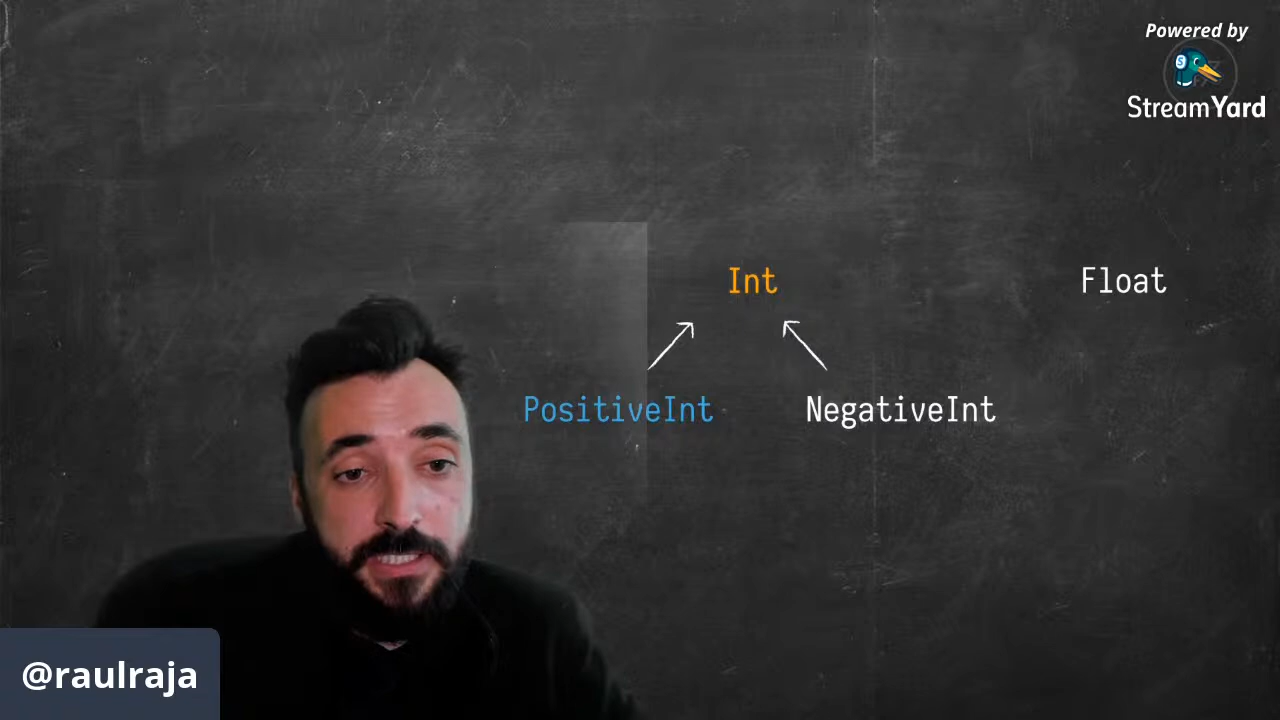 Powered by
StreamYard
Int
Float
PositiveInt
NegativeInt
@raulraja